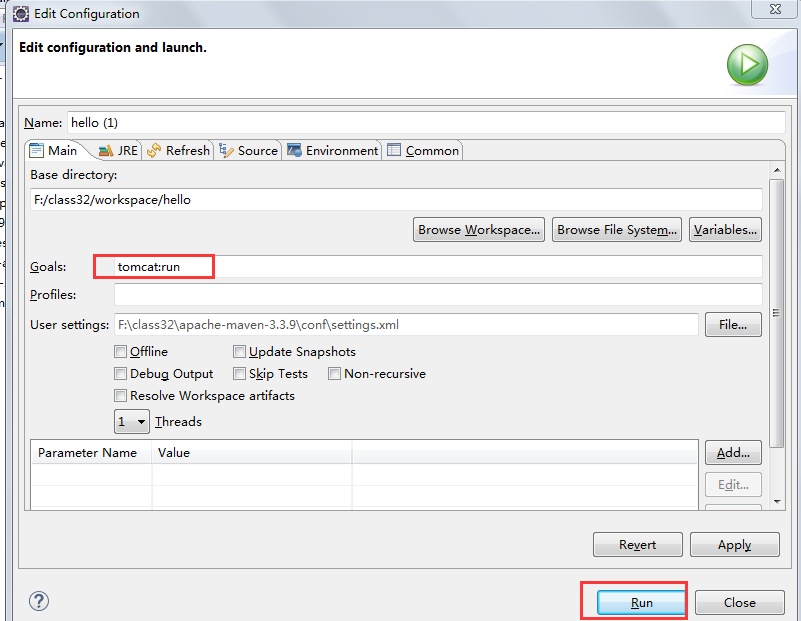 Edit Configuration
Edit configuration and launch.
Name: hello (1)
Main JRE Refresh Source Environment Common
Base directory:
F:/class32/workspace/hello
Browse Workspace... Browse File System... Variables...
Goals: tomcat:run
Profiles:
User settings: F:\class32\apache-maven-3.3.9\conf\settings.xml File...
Offline Update Snapshots
Debug Output Skip Tests Non-recursive
Resolve Workspace artifacts
1 Threads
Parameter Name Value Add...
Edit...
Revert Apply
Run Close